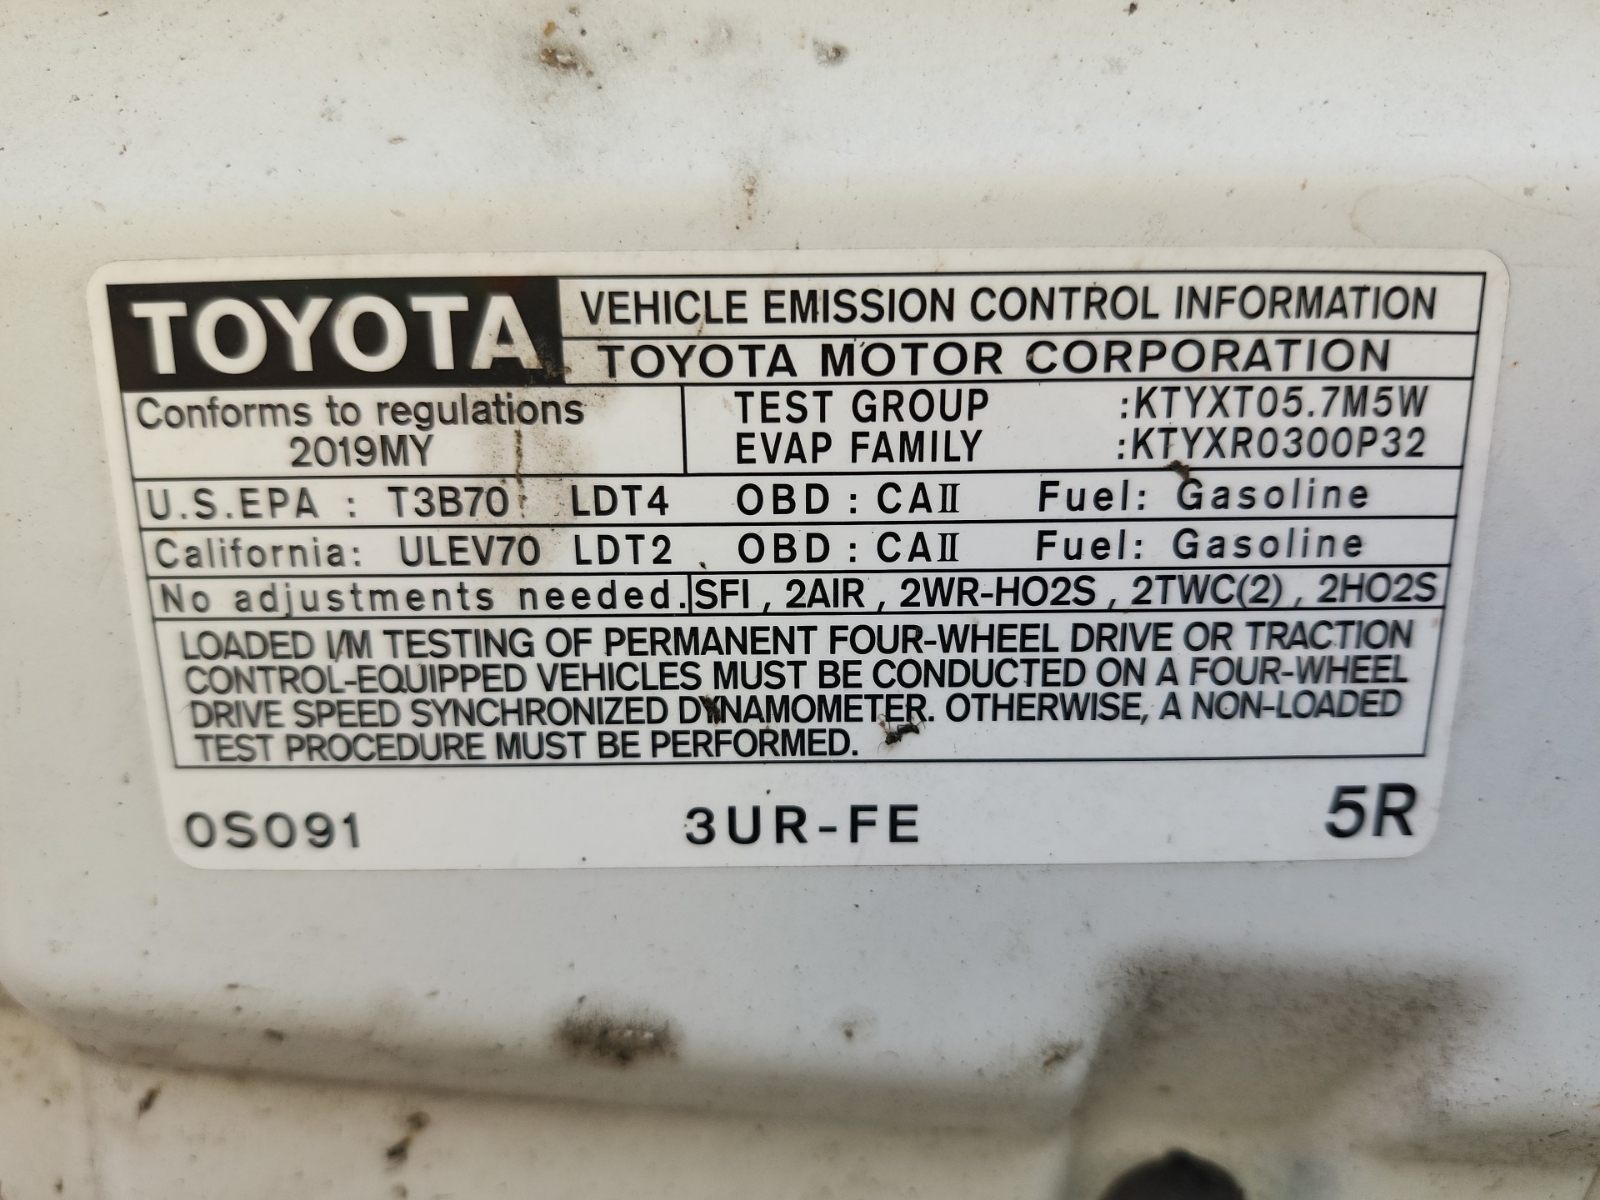 TOYOTA VEHICLE EMISSION CONTROL INFORMATION
TOYOTA MOTOR CORPORATION
Conforms to regulations
2019MY
TEST GROUP :KTYXT05.7M5W
EVAP FAMILY :KTYXR0300P32
U.S.EPA : T3B70 LDT4 OBD : CAII Fuel: Gasoline
California: ULEV70 LDT2 OBD : CAII Fuel: Gasoline
No adjustments needed. SFI , 2AIR , 2WR-HO2S , 2TWC(2) , 2HO2S
LOADED I/M TESTING OF PERMANENT FOUR-WHEEL DRIVE OR TRACTION
CONTROL-EQUIPPED VEHICLES MUST BE CONDUCTED ON A FOUR-WHEEL
DRIVE SPEED SYNCHRONIZED DYNAMOMETER. OTHERWISE, A NON-LOADED
TEST PROCEDURE MUST BE PERFORMED.
0S091 3UR-FE 5R